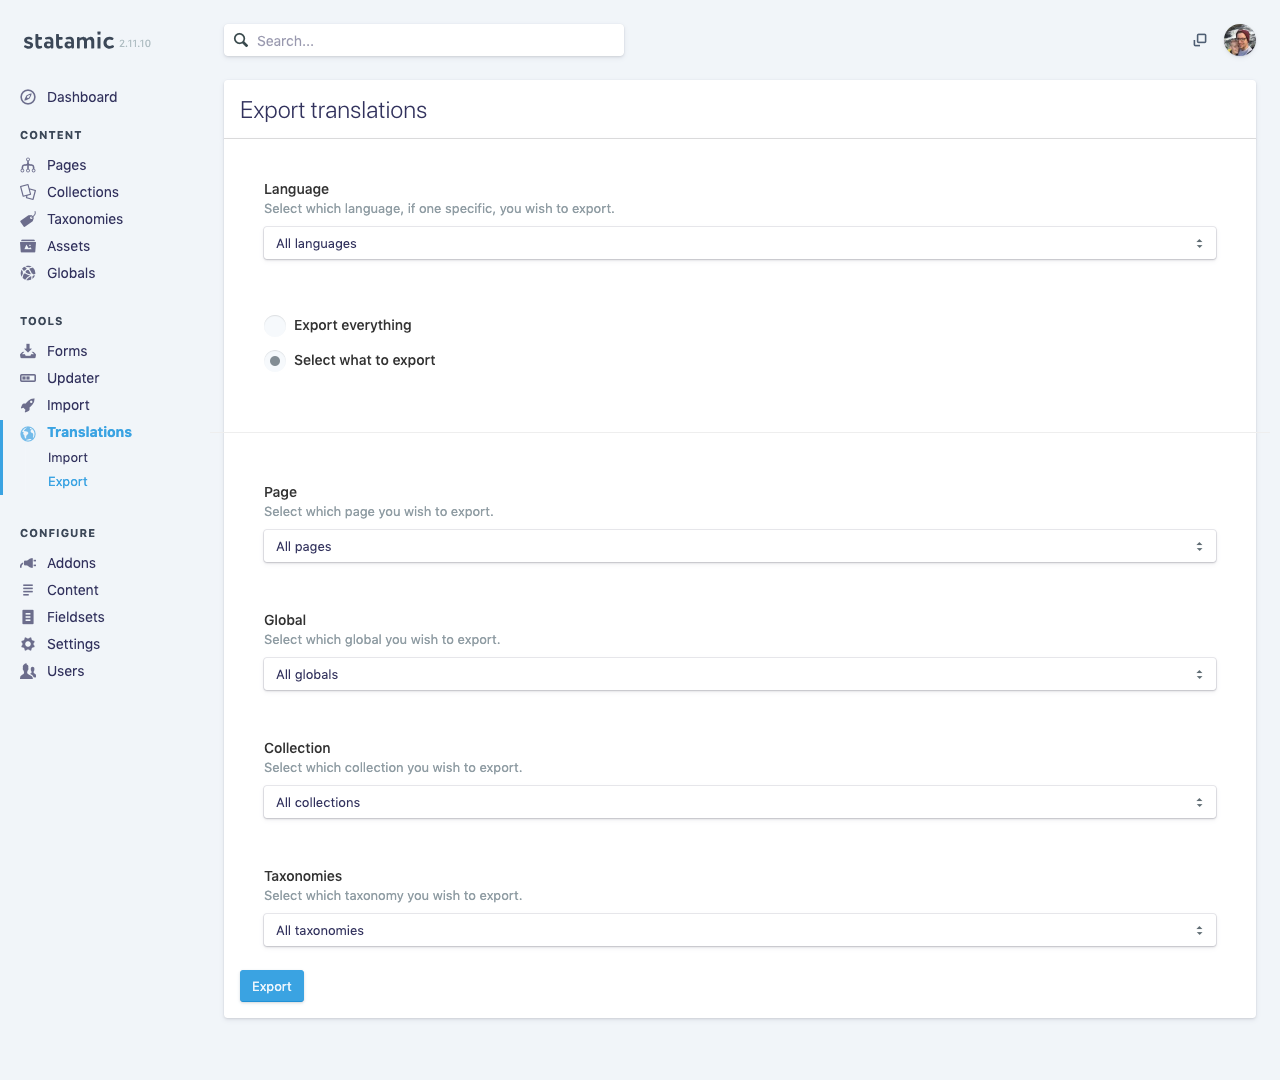 statamic 2.11.10
Search...
Dashboard
CONTENT
Pages
Collections
Taxonomies
Assets
Globals
TOOLS
Forms
Updater
Import
Translations
Import
Export
CONFIGURE
Addons
Content
Fieldsets
Settings
Users
Export translations
Language
Select which language, if one specific, you wish to export.
All languages
Export everything
Select what to export
Page
Select which page you wish to export.
All pages
Global
Select which global you wish to export.
All globals
Collection
Select which collection you wish to export.
All collections
Taxonomies
Select which taxonomy you wish to export.
All taxonomies
Export